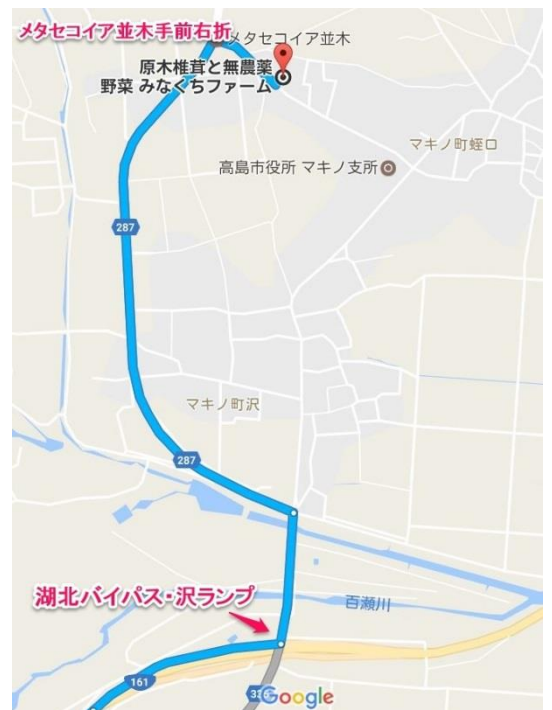 メタセコイア並木手前右折
メタセコイア並木
原木椎茸と無農薬
野菜 みなくちファーム
マキノ町蛭口
高島市役所 マキノ支所
287
マキノ町沢
287
湖北バイパス・沢ランプ
百瀬川
161
Google